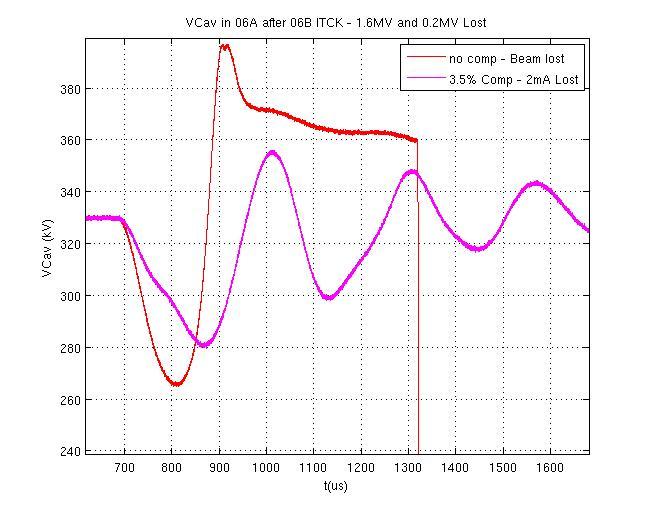 VCav in 06A after 06B ITCK - 1.6MV and 0.2MV Lost
no comp - Beam lost
3.5% Comp - 2mA Lost
VCav (kV)
380
360
340
320
300
280
260
240
700 800 900 1000 1100 1200 1300 1400 1500 1600
t(us)